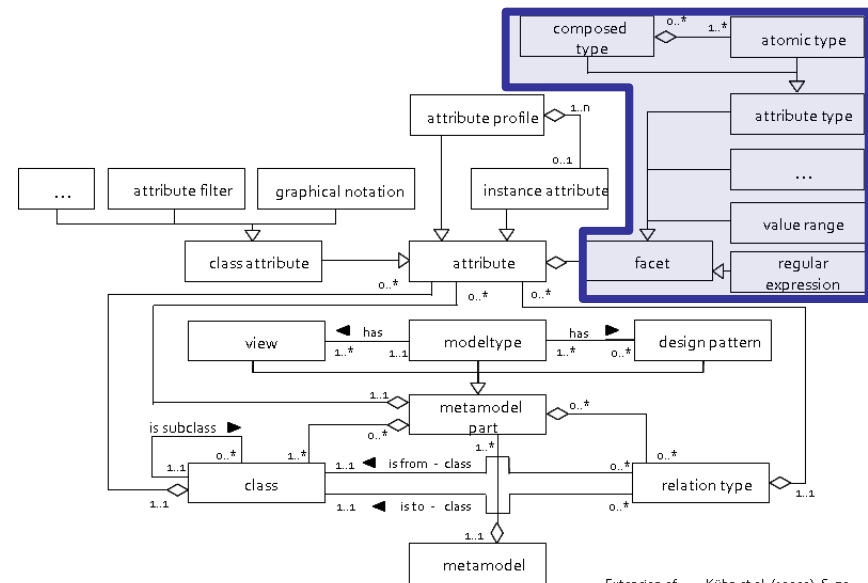 composed
type
0..*
1..*
atomic type
attribute type
...
value range
regular
expression
facet
attribute profile
1..n
0..1
instance attribute
...
attribute filter
graphical notation
class attribute
attribute
0..*
0..*
0..*
view
has
1..*
1..1
modeltype
has
1..*
0..*
design pattern
1..1
metamodel
part
0..*
0..*
1..*
is subclass
0..*
1..1
1..*
0..*
class
1..1
1..1
is from - class
0..*
1..1
is to - class
0..*
relation type
1..1
1..1
metamodel